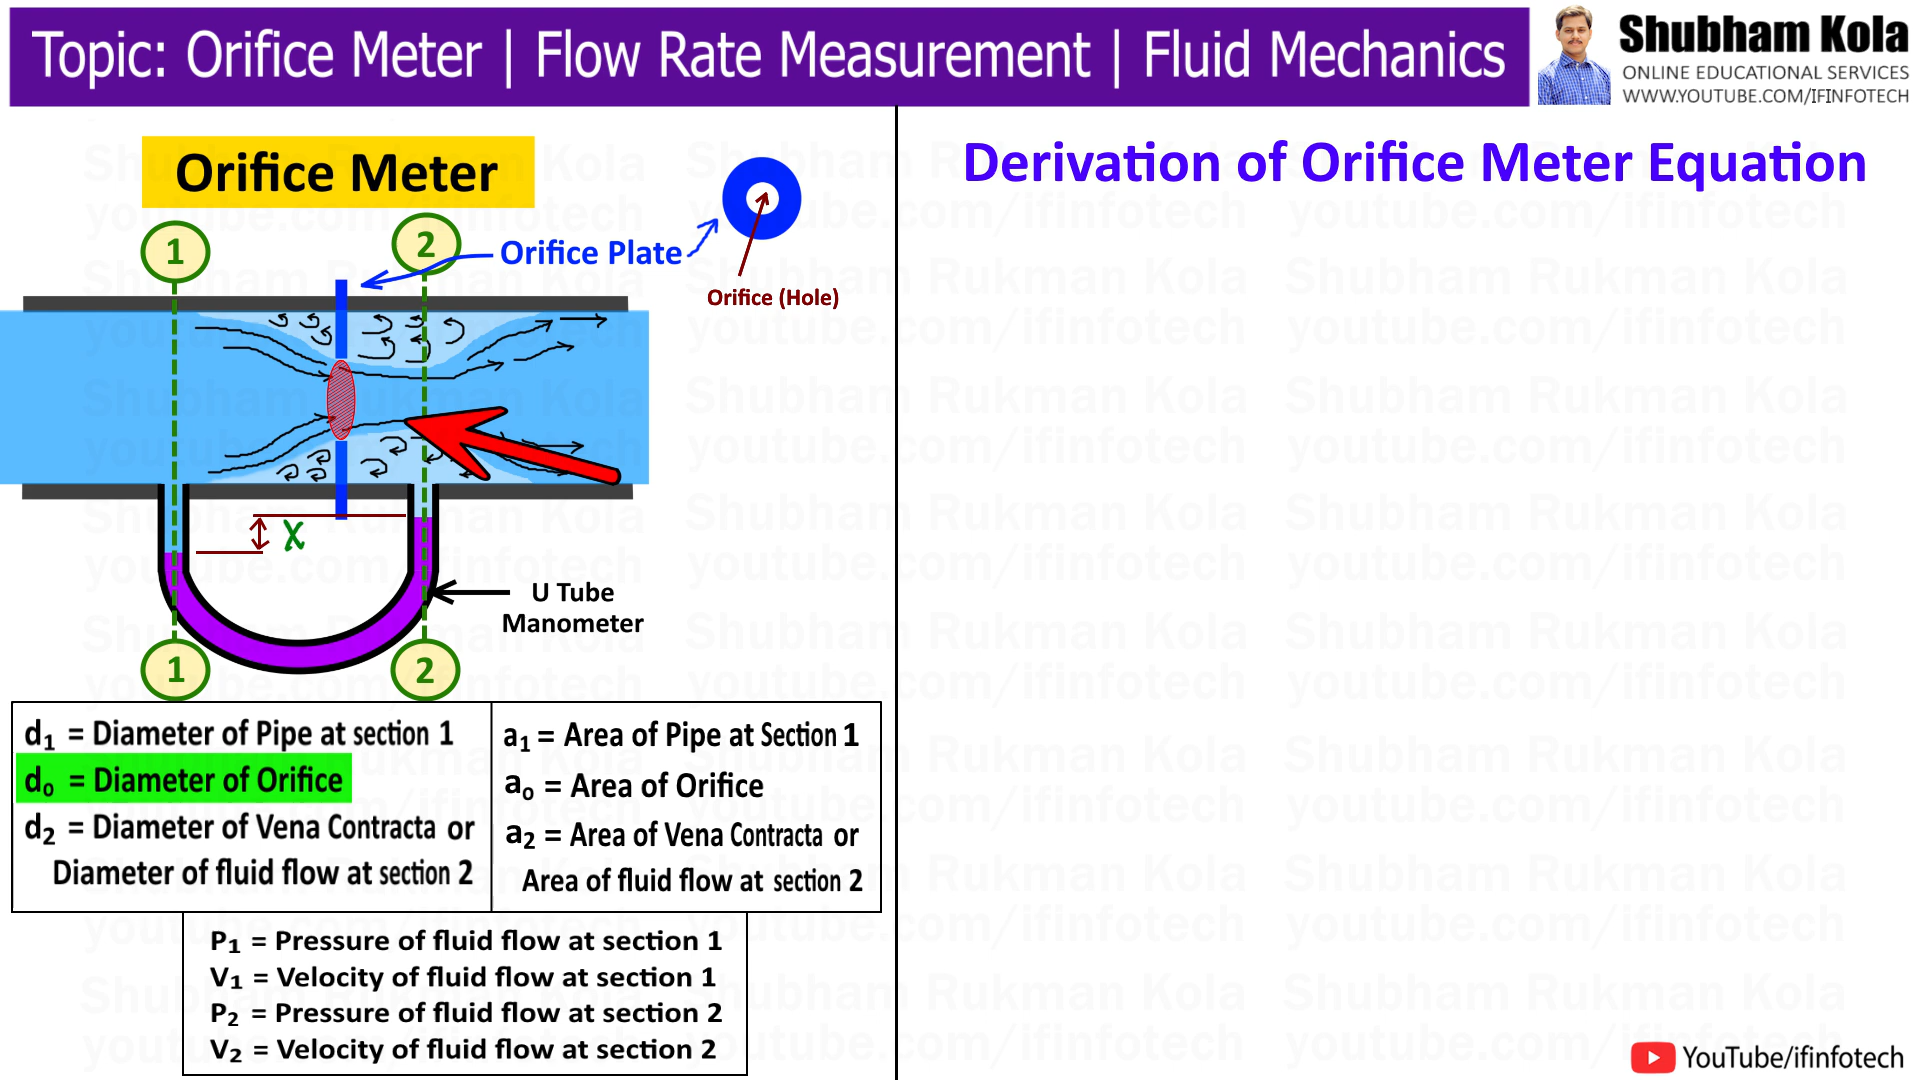 Topic: Orifice Meter | Flow Rate Measurement | Fluid Mechanics
Shubham Kola
ONLINE EDUCATIONAL SERVICES
WWW.YOUTUBE.COM/IFINFOTECH
Orifice Meter
Derivation of Orifice Meter Equation
1
2
Orifice Plate
Orifice (Hole)
X
U Tube
Manometer
1
2
d1 = Diameter of Pipe at section 1
do = Diameter of Orifice
d2 = Diameter of Vena Contracta or
Diameter of fluid flow at section 2
a1 = Area of Pipe at Section 1
ao = Area of Orifice
a2 = Area of Vena Contracta or
Area of fluid flow at section 2
P1 = Pressure of fluid flow at section 1
V1 = Velocity of fluid flow at section 1
P2 = Pressure of fluid flow at section 2
V2 = Velocity of fluid flow at section 2
YouTube/ifinfotech
Shubham Rukman Kola
youtube.com/ifinfotech